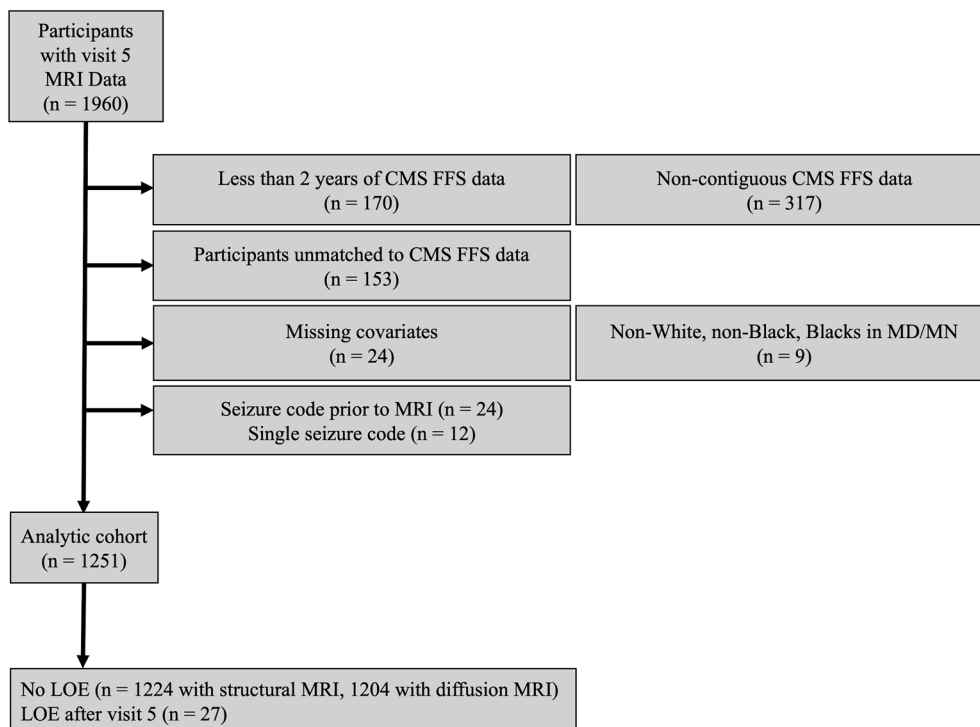 Participants
with visit 5
MRI Data
(n = 1960)
Less than 2 years of CMS FFS data
(n = 170)
Non-contiguous CMS FFS data
(n = 317)
Participants unmatched to CMS FFS data
(n = 153)
Missing covariates
(n = 24)
Non-White, non-Black, Blacks in MD/MN
(n = 9)
Seizure code prior to MRI (n = 24)
Single seizure code (n = 12)
Analytic cohort
(n = 1251)
No LOE (n = 1224 with structural MRI, 1204 with diffusion MRI)
LOE after visit 5 (n = 27)